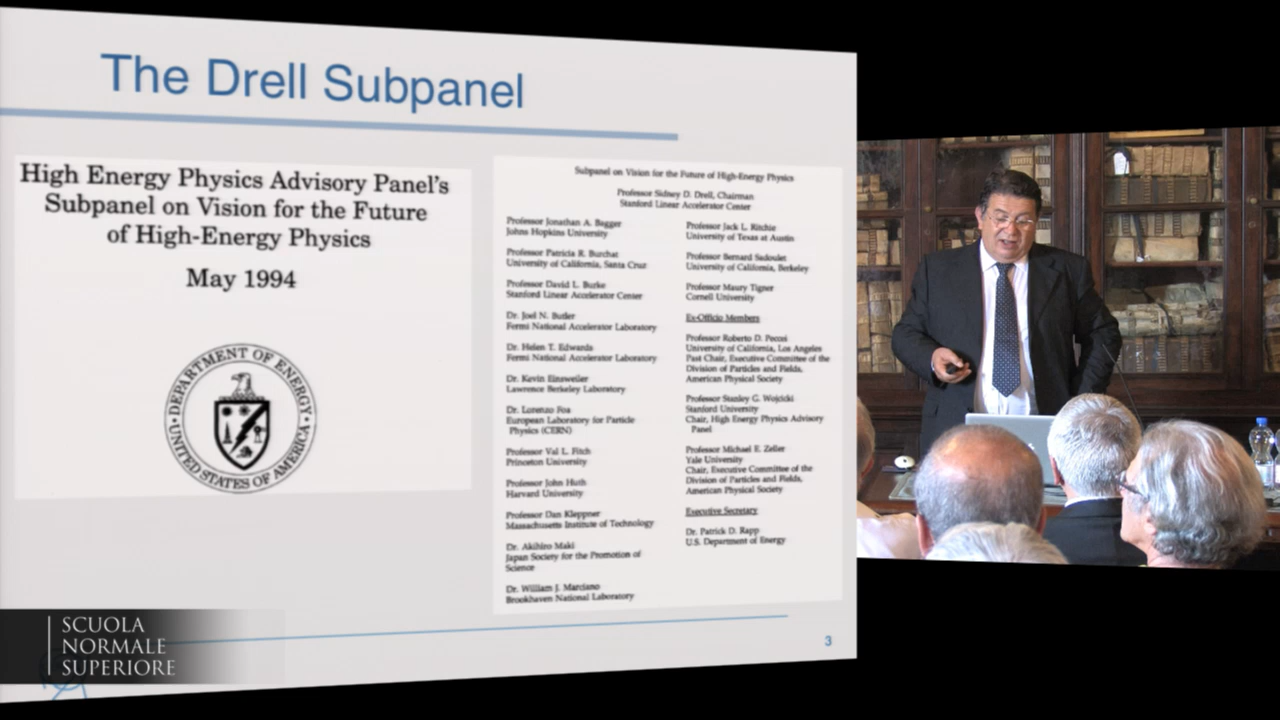 The Drell Subpanel
High Energy Physics Advisory Panel's
Subpanel on Vision for the Future
of High-Energy Physics
May 1994
DEPARTMENT OF ENERGY
UNITED STATES OF AMERICA
Subpanel on Vision for the Future of High-Energy Physics
Professor Sidney D. Drell, Chairman
Stanford Linear Accelerator Center
Professor Jonathan A. Bagger
Johns Hopkins University
Professor Patricia R. Burchat
University of California, Santa Cruz
Professor David L. Burke
Stanford Linear Accelerator Center
Dr. Joel N. Butler
Fermi National Accelerator Laboratory
Dr. Helen T. Edwards
Fermi National Accelerator Laboratory
Dr. Kevin Einsweiler
Lawrence Berkeley Laboratory
Dr. Lorenzo Foa
European Laboratory for Particle
Physics (CERN)
Professor Val L. Fitch
Princeton University
Professor John Huth
Harvard University
Professor Dan Kleppner
Massachusetts Institute of Technology
Dr. Akihiro Maki
Japan Society for the Promotion of
Science
Dr. William J. Marciano
Brookhaven National Laboratory
Professor Jack L. Ritchie
University of Texas at Austin
Professor Bernard Sadoulet
University of California, Berkeley
Professor Maury Tigner
Cornell University
Ex-Officio Members
Professor Roberto D. Peccei
University of California, Los Angeles
Past Chair, Executive Committee of the
Division of Particles and Fields,
American Physical Society
Professor Stanley G. Wojcicki
Stanford University
Chair, High Energy Physics Advisory
Panel
Professor Michael E. Zeller
Yale University
Chair, Executive Committee of the
Division of Particles and Fields,
American Physical Society
Executive Secretary
Dr. Patrick D. Rapp
U.S. Department of Energy
3
SCUOLA
NORMALE
SUPERIORE